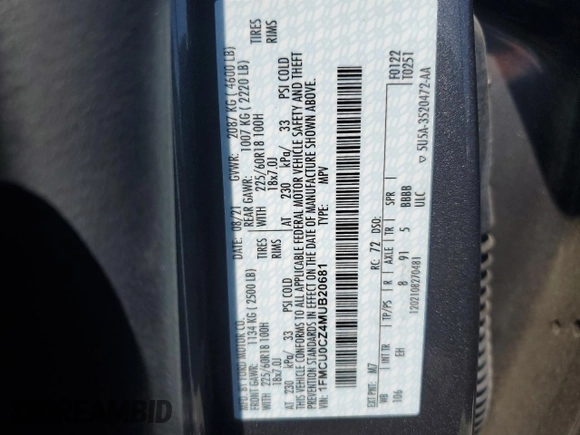 MFD. BY FORD MOTOR CO.
DATE: 08/21 GVWR: 2087 KG ( 4600 LB)
FRONT GAWR: 1134 KG ( 2500 LB) REAR GAWR: 1007 KG ( 2220 LB)
225/60R18 100H TIRES WITH 225/60R18 100H TIRES
18x7.0J RIMS 18x7.0J RIMS
AT 230 kPa/ 33 PSI COLD AT 230 kPa/ 33 PSI COLD
THIS VEHICLE CONFORMS TO ALL APPLICABLE FEDERAL MOTOR VEHICLE SAFETY AND THEFT
PREVENTION STANDARDS IN EFFECT ON THE DATE OF MANUFACTURE SHOWN ABOVE.
VIN: 1FMCU0CZ4MUB20681 TYPE: MPV
F0122
T0251
EXT PNT: M7 RC: 72 DSO:
WB INT TR TP/PS R AXLE TR SPR
106 EH 8 91 5 BBBB
1202108270481 ULC 5U5A-3520472-AA